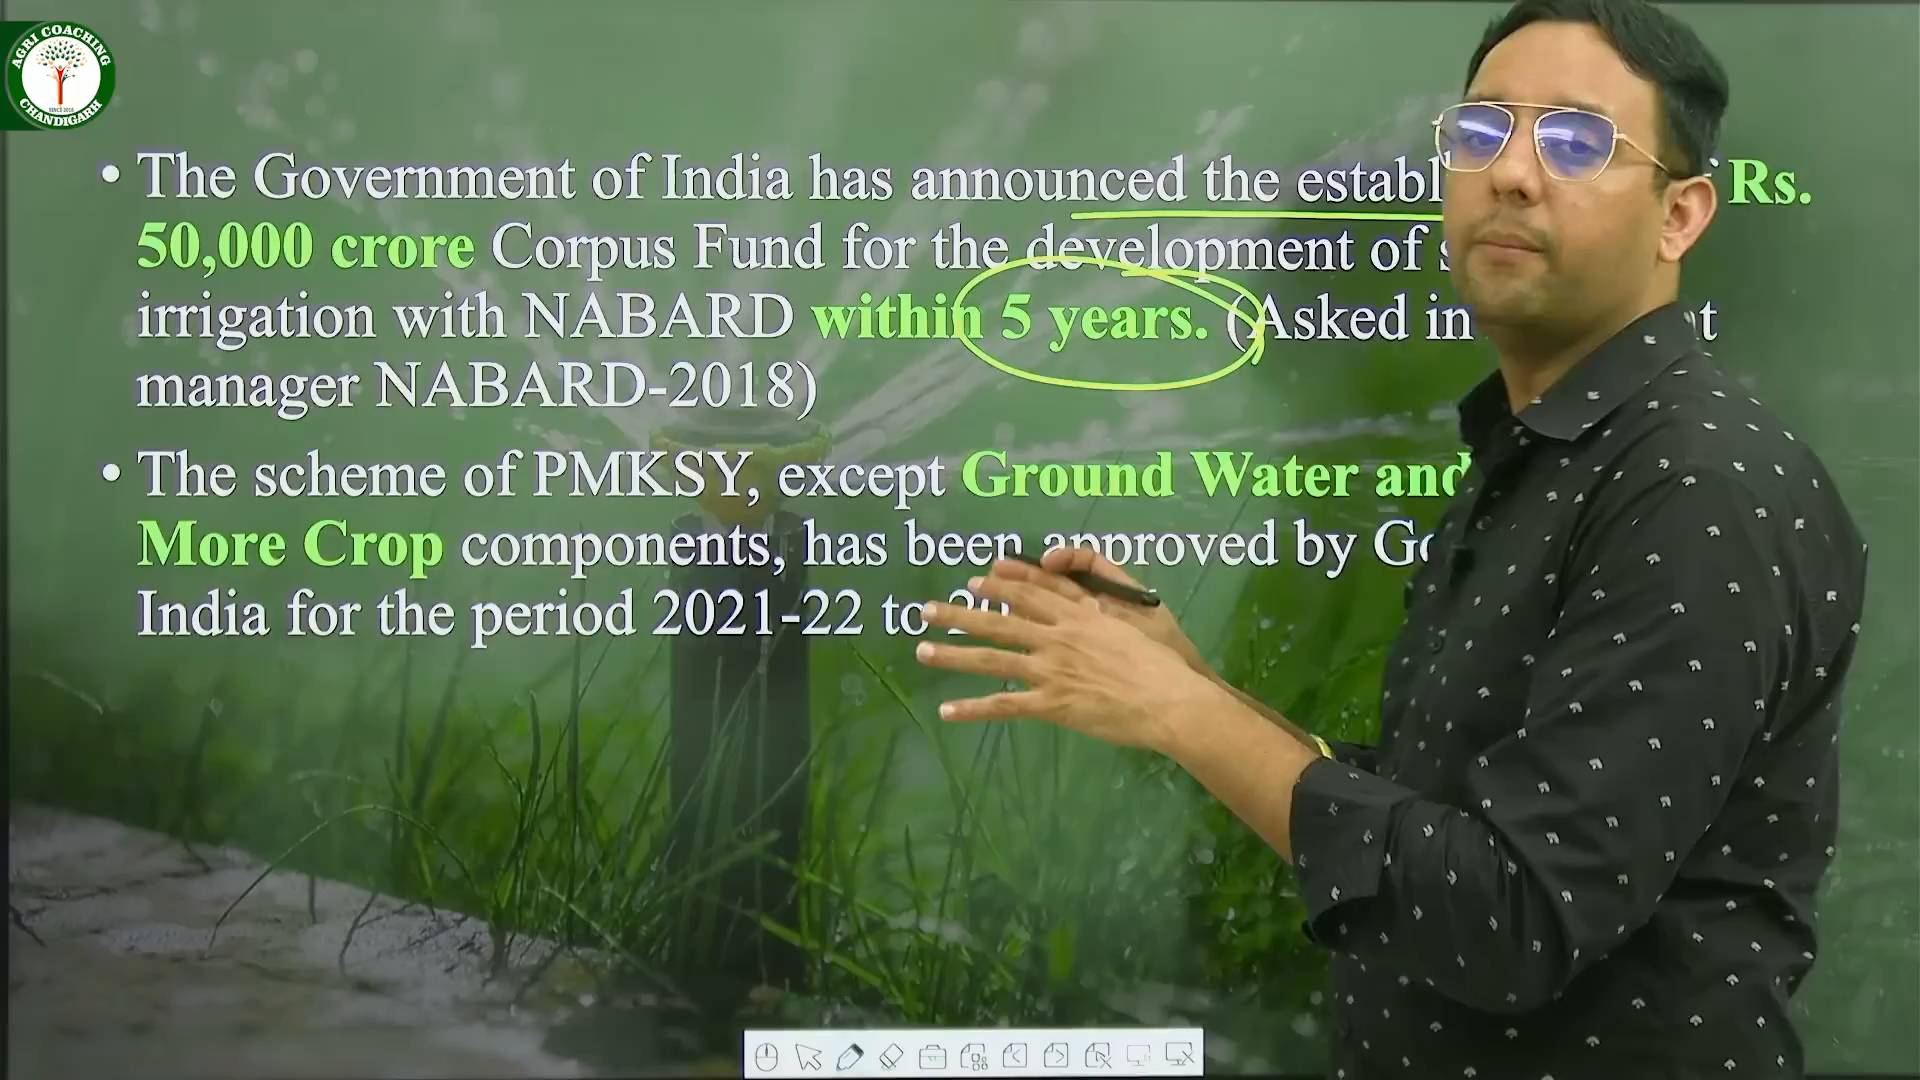 AGRI COACHING
SINCE 2016
CHANDIGARH
• The Government of India has announced the Rs.
50,000 crore Corpus Fund for the development of
irrigation with NABARD within 5 years. (Asked in
manager NABARD-2018)
• The scheme of PMKSY, except Ground Water and
More Crop components, has been approved by
India for the period 2021-22 to